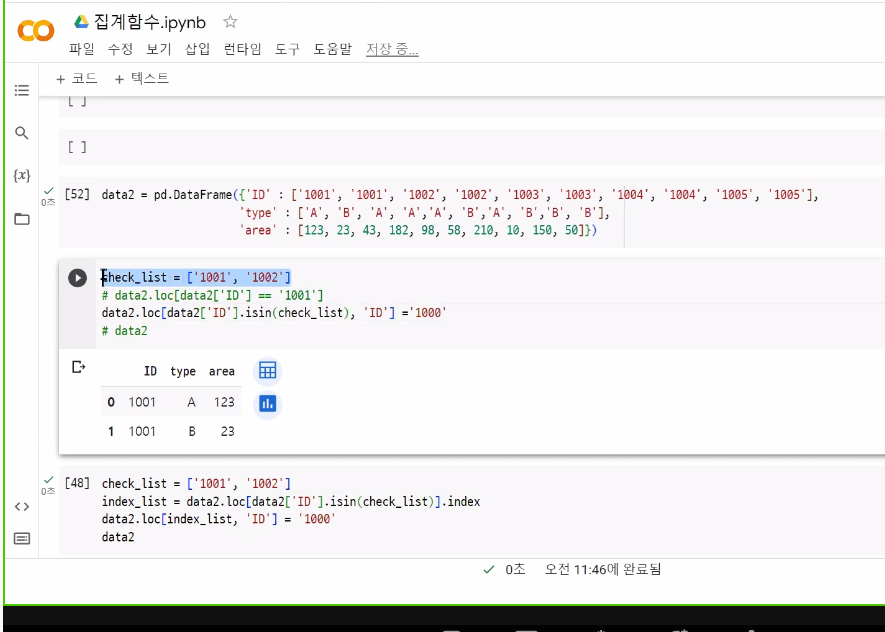 집계함수.ipynb
파일 수정 보기 삽입 런타임 도구 도움말 저장 중...
+ 코드 + 텍스트
[ ]
[ ]
[52] data2 = pd.DataFrame({'ID' : ['1001', '1001', '1002', '1002', '1003', '1003', '1004', '1004', '1005', '1005'],
0초
'type' : ['A', 'B', 'A', 'A','A', 'B','A', 'B','B', 'B'],
'area' : [123, 23, 43, 182, 98, 58, 210, 10, 150, 50]})
check_list = ['1001', '1002']
# data2.loc[data2['ID'] == '1001']
data2.loc[data2['ID'].isin(check_list), 'ID'] ='1000'
# data2
ID type area
0 1001 A 123
1 1001 B 23
[48] check_list = ['1001', '1002']
0초
index_list = data2.loc[data2['ID'].isin(check_list)].index
data2.loc[index_list, 'ID'] = '1000'
data2
0초 오전 11:46에 완료됨